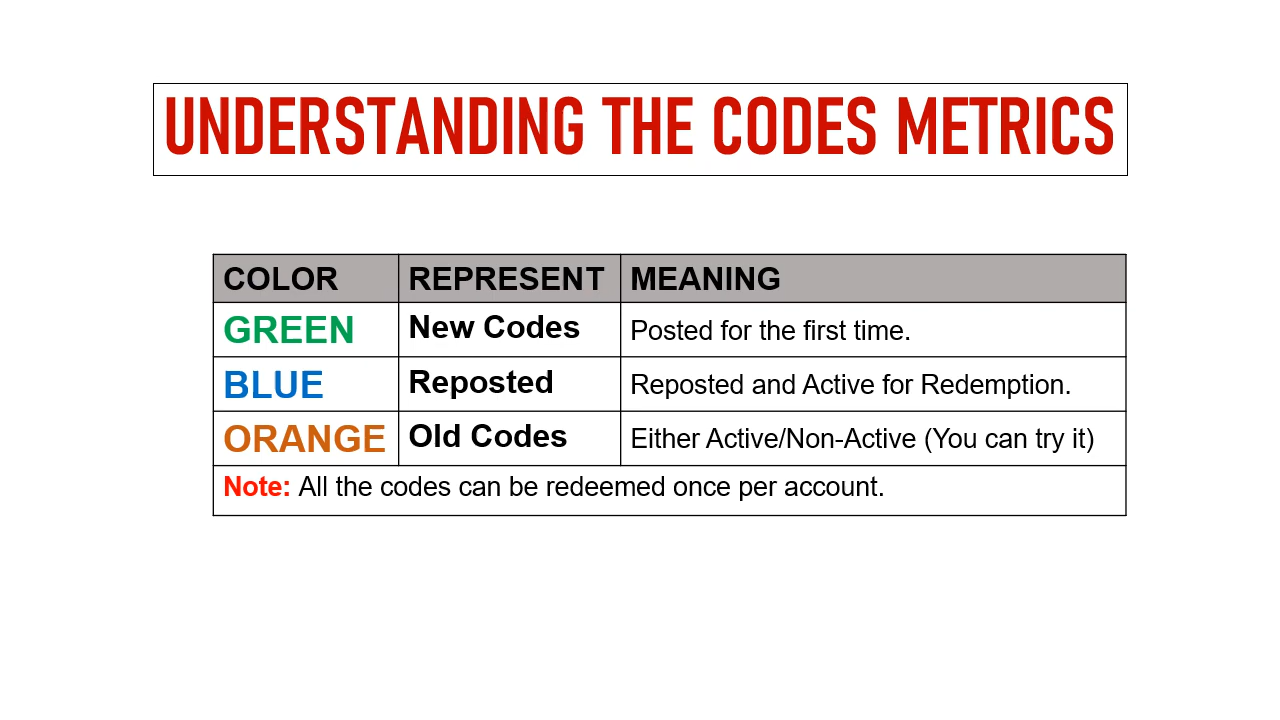 UNDERSTANDING THE CODES METRICS
COLOR REPRESENT MEANING
GREEN New Codes Posted for the first time.
BLUE Reposted Reposted and Active for Redemption.
ORANGE Old Codes Either Active/Non-Active (You can try it)
Note: All the codes can be redeemed once per account.